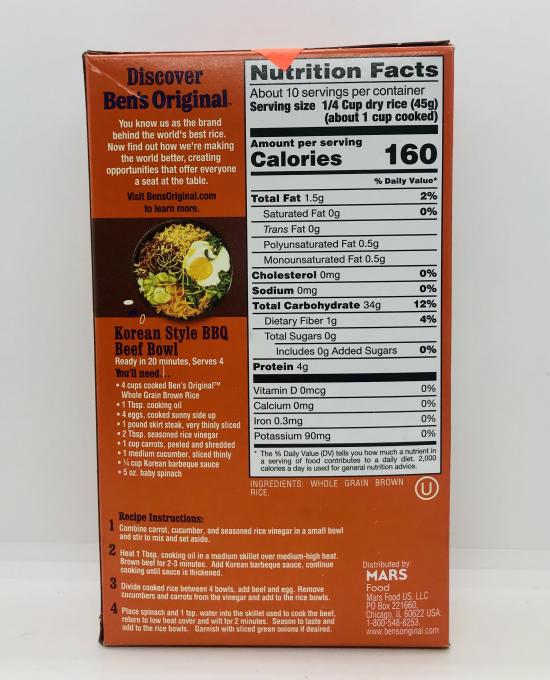 Discover
Ben's Original™
You know us as the brand
behind the world's best rice.
Now find out how we're making
the world better, creating
opportunities that offer everyone
a seat at the table.
Visit BensOriginal.com
to learn more.
Korean Style BBQ
Beef Bowl
Ready in 20 minutes, Serves 4
You'll need...
• 4 cups cooked Ben's Original™
Whole Grain Brown Rice
• 1 Tbsp. cooking oil
• 4 eggs, cooked sunny side up
• 1 pound skirt steak, very thinly sliced
• 2 Tbsp. seasoned rice vinegar
• 1 cup carrots, peeled and shredded
• 1 medium cucumber, sliced thinly
• ¼ cup Korean barbeque sauce
• 5 oz. baby spinach
Nutrition Facts
About 10 servings per container
Serving size 1/4 Cup dry rice (45g)
(about 1 cup cooked)
Amount per serving
Calories 160
% Daily Value*
Total Fat 1.5g 2%
Saturated Fat 0g 0%
Trans Fat 0g
Polyunsaturated Fat 0.5g
Monounsaturated Fat 0.5g
Cholesterol 0mg 0%
Sodium 0mg 0%
Total Carbohydrate 34g 12%
Dietary Fiber 1g 4%
Total Sugars 0g
Includes 0g Added Sugars 0%
Protein 4g
Vitamin D 0mcg 0%
Calcium 0mg 0%
Iron 0.3mg 0%
Potassium 90mg 0%
* The % Daily Value (DV) tells you how much a nutrient in
a serving of food contributes to a daily diet. 2,000
calories a day is used for general nutrition advice.
INGREDIENTS: WHOLE GRAIN BROWN
RICE.
U
Recipe Instructions:
1 Combine carrot, cucumber, and seasoned rice vinegar in a small bowl
and stir to mix and set aside.
2 Heat 1 Tbsp. cooking oil in a medium skillet over medium-high heat.
Brown beef for 2-3 minutes. Add Korean barbeque sauce, continue
cooking until sauce is thickened.
3 Divide cooked rice between 4 bowls, add beef and egg. Remove
cucumbers and carrots from the vinegar and add to the rice bowls.
4 Place spinach and 1 tsp. water into the skillet used to cook the beef,
return to low heat cover and will for 2 minutes. Season to taste and
add to the rice bowls. Garnish with sliced green onions if desired.
Distributed by:
MARS
Food
Mars Food US, LLC
PO Box 221660,
Chicago, IL 60622 USA.
1-800-548-6253
www.bensoriginal.com